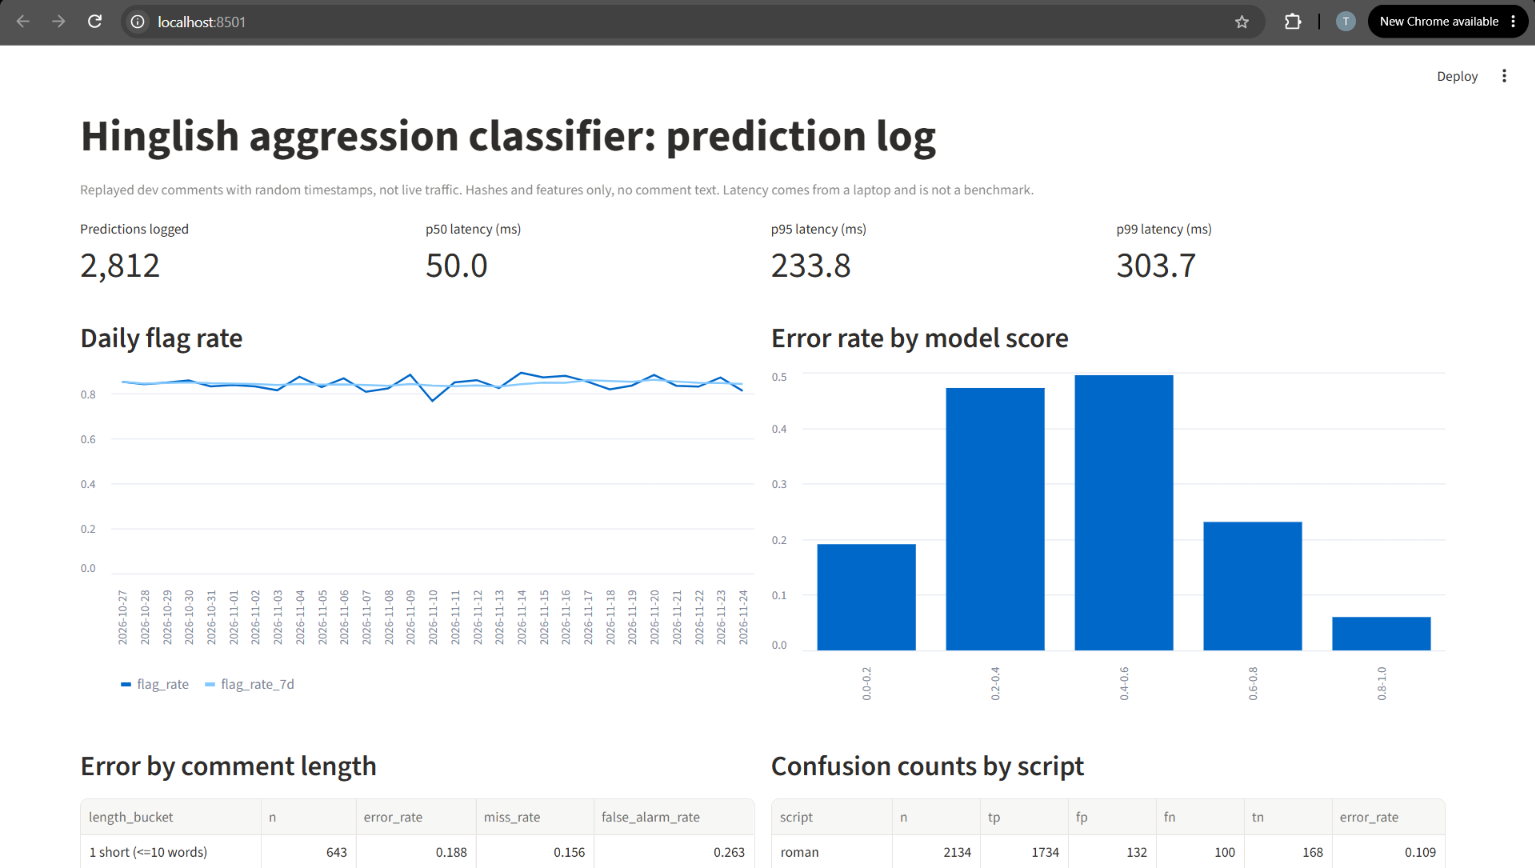 localhost:8501
T
New Chrome available
Deploy
Hinglish aggression classifier: prediction log
Replayed dev comments with random timestamps, not live traffic. Hashes and features only, no comment text. Latency comes from a laptop and is not a benchmark.
Predictions logged
2,812
p50 latency (ms)
50.0
p95 latency (ms)
233.8
p99 latency (ms)
303.7
Daily flag rate
0.8
0.6
0.4
0.2
0.0
2026-10-27
2026-10-28
2026-10-29
2026-10-30
2026-10-31
2026-11-01
2026-11-02
2026-11-03
2026-11-04
2026-11-05
2026-11-06
2026-11-07
2026-11-08
2026-11-09
2026-11-10
2026-11-11
2026-11-12
2026-11-13
2026-11-14
2026-11-15
2026-11-16
2026-11-17
2026-11-18
2026-11-19
2026-11-20
2026-11-21
2026-11-22
2026-11-23
2026-11-24
flag_rate flag_rate_7d
Error rate by model score
0.5
0.4
0.3
0.2
0.1
0.0
0.0-0.2
0.2-0.4
0.4-0.6
0.6-0.8
0.8-1.0
Error by comment length
length_bucket n error_rate miss_rate false_alarm_rate
1 short (<=10 words) 643 0.188 0.156 0.263
Confusion counts by script
script n tp fp fn tn error_rate
roman 2134 1734 132 100 168 0.109